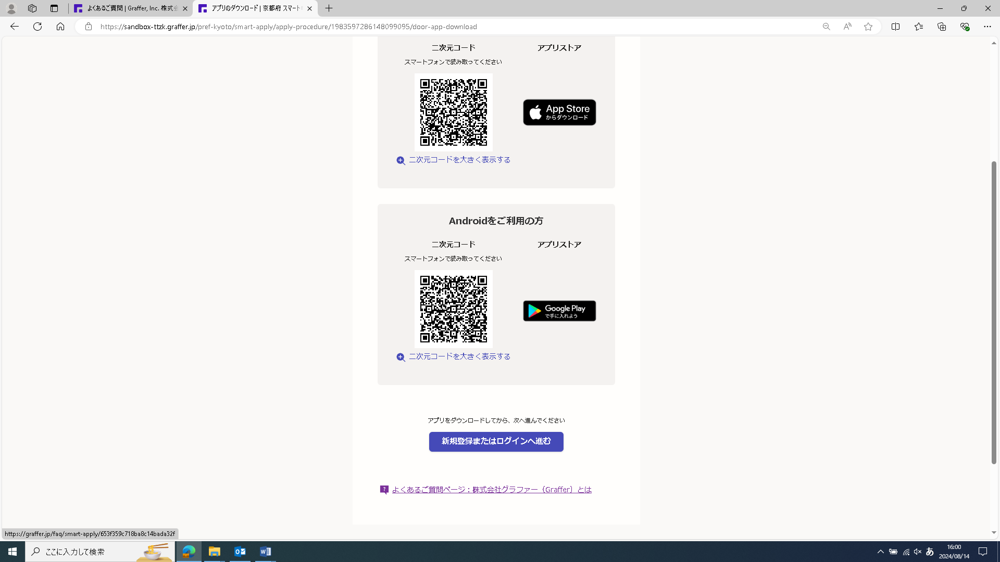 よくあるご質問 | Graffer, Inc. 株式会
アプリのダウンロード | 京都府 スマート
https://sandbox-ttzk.graffer.jp/pref-kyoto/smart-apply/apply-procedure/1983597286148099095/door-app-download
二次元コード
アプリストア
スマートフォンで読み取ってください
App Store
からダウンロード
二次元コードを大きく表示する
Androidをご利用の方
二次元コード
アプリストア
スマートフォンで読み取ってください
Google Play
で手に入れよう
二次元コードを大きく表示する
アプリをダウンロードしてから、次へ進んでください
新規登録またはログインへ進む
よくあるご質問ページ：株式会社グラファー（Graffer）とは
https://graffer.jp/faq/smart-apply/653f359c718ba8c14bada32f
ここに入力して検索
あ
16:00
2024/08/14